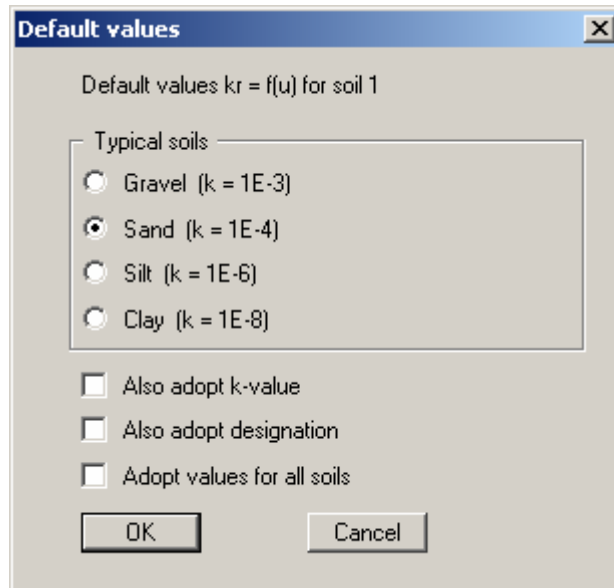 Default values
Default values kr = f(u) for soil 1
Typical soils
Gravel (k = 1E-3)
Sand (k = 1E-4)
Silt (k = 1E-6)
Clay (k = 1E-8)
Also adopt k-value
Also adopt designation
Adopt values for all soils
OK Cancel